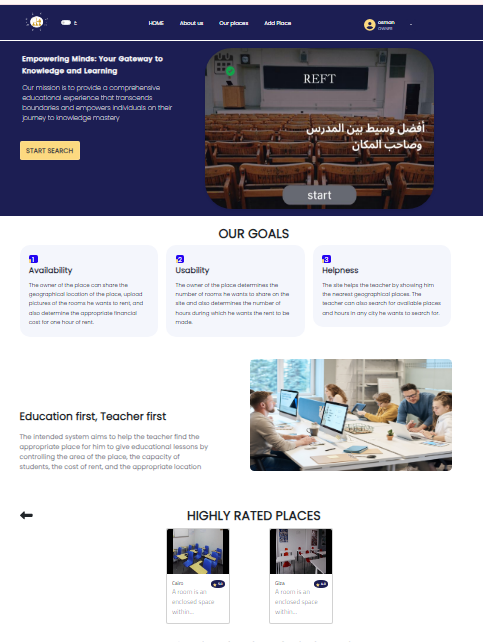 ع
HOME About us Our places Add Place
osman
OWNER
Empowering Minds: Your Gateway to
Knowledge and Learning
Our mission is to provide a comprehensive
educational experience that transcends
boundaries and empowers individuals on their
journey to knowledge mastery
START SEARCH
REFT
أفضل وسيط بين المدرس
وصاحب المكان
start
OUR GOALS
1
Availability
The owner of the place can share the
geographical location of the place, upload
pictures of the rooms he wants to rent, and
also determine the appropriate financial
cost for one hour of rent.
2
Usability
The owner of the place determines the
number of rooms he wants to share on the
site and also determines the number of
hours during which he wants the rent to be
made.
3
Helpness
The site helps the teacher by showing him
the nearest geographical places. The
teacher can also search for available places
and hours in any city he wants to search for.
Education first, Teacher first
The intended system aims to help the teacher find the
appropriate place for him to give educational lessons by
controlling the area of the place, the capacity of
students, the cost of rent, and the appropriate location
HIGHLY RATED PLACES
Cairo
A room is an
enclosed space
within...
Giza
A room is an
enclosed space
within...